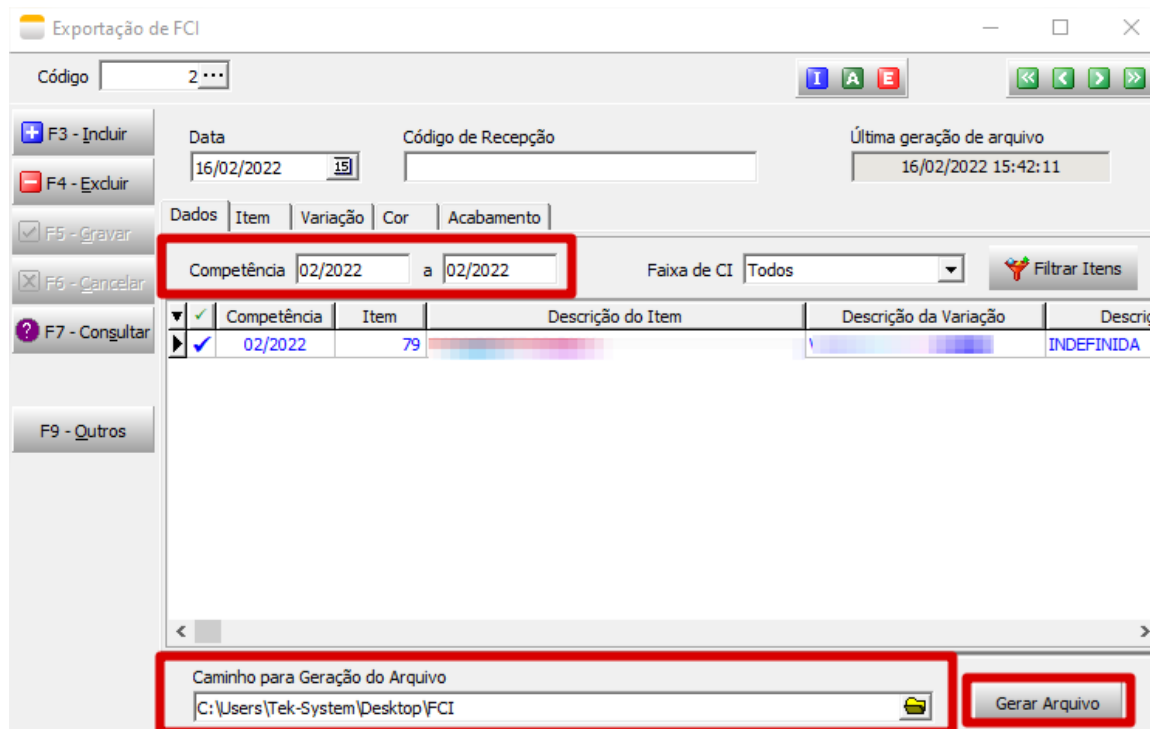 Exportação de FCI
Código 2 ...
I A E
F3 - Incluir
F4 - Excluir
F5 - Gravar
F6 - Cancelar
F7 - Consultar
F9 - Outros
Data Código de Recepção Última geração de arquivo
16/02/2022 15 16/02/2022 15:42:11
Dados Item Variação Cor Acabamento
Competência 02/2022 a 02/2022 Faixa de CI Todos Filtrar Itens
Competência Item Descrição do Item Descrição da Variação Descriç
02/2022 79 INDEFINIDA
Caminho para Geração do Arquivo
C:\Users\Tek-System\Desktop\FCI
Gerar Arquivo